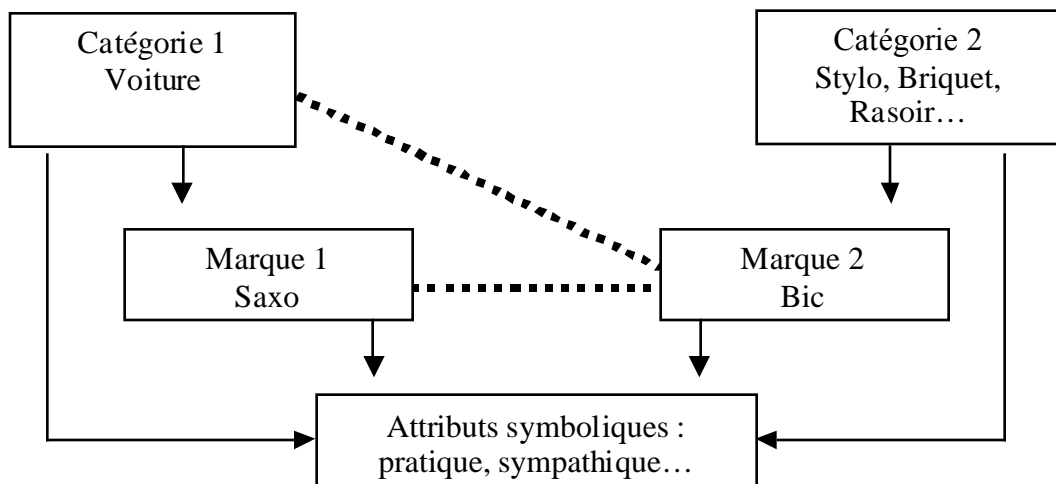 Catégorie 1
Voiture
Catégorie 2
Stylo, Briquet,
Rasoir…
Marque 1
Saxo
Marque 2
Bic
Attributs symboliques :
pratique, sympathique…